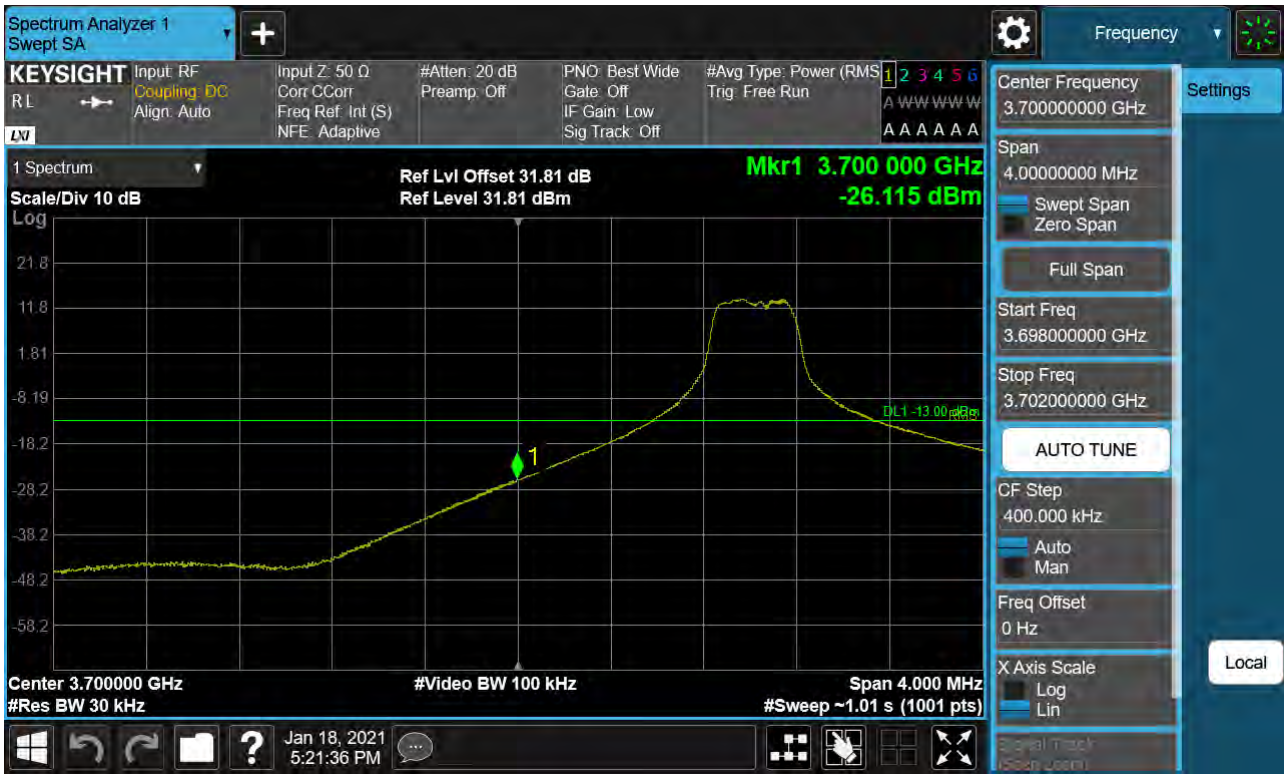 Spectrum Analyzer 1
Swept SA
+
Frequency
KEYSIGHT
RL
LXI
Input: RF
Coupling: DC
Align: Auto
Input Z: 50 Ω
Corr CCorr
Freq Ref: Int (S)
NFE: Adaptive
#Atten: 20 dB
Preamp: Off
PNO: Best Wide
Gate: Off
IF Gain: Low
Sig Track: Off
#Avg Type: Power (RMS
Trig: Free Run
1 2 3 4 5 6
A W W W W W
A A A A A A
1 Spectrum
Scale/Div 10 dB
Log
Ref Lvl Offset 31.81 dB
Ref Level 31.81 dBm
Mkr1 3.700 000 GHz
-26.115 dBm
21.8
11.8
1.81
-8.19
-18.2
-28.2
-38.2
-48.2
-58.2
DL1 -13.00 dBm
RMS
1
Center 3.700000 GHz
#Res BW 30 kHz
#Video BW 100 kHz
Span 4.000 MHz
#Sweep ~1.01 s (1001 pts)
Center Frequency
3.700000000 GHz
Span
4.00000000 MHz
Swept Span
Zero Span
Full Span
Start Freq
3.698000000 GHz
Stop Freq
3.702000000 GHz
AUTO TUNE
CF Step
400.000 kHz
Auto
Man
Freq Offset
0 Hz
X Axis Scale
Log
Lin
Signal Track
(Span Zoom)
Settings
Local
?
Jan 18, 2021
5:21:36 PM